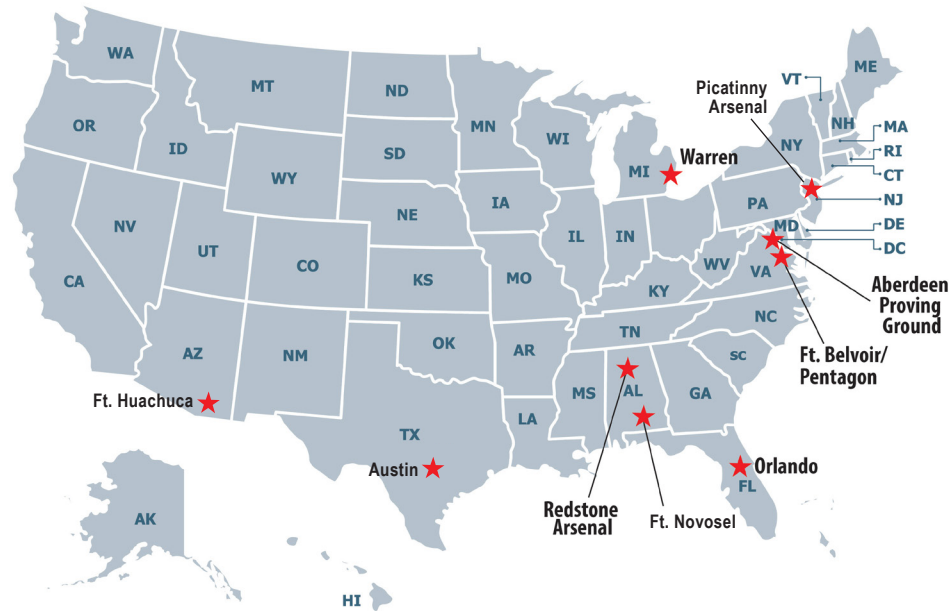 WA
MT
ND
MN
ME
VT
Picatinny
Arsenal
OR
ID
SD
WI
NY
NH
MA
MI
Warren
RI
WY
CT
PA
NJ
IA
NE
NV
UT
CO
IL
IN
MD
DE
DC
CA
KS
MO
WV
VA
KY
Aberdeen
Proving
Ground
NC
TN
OK
AR
AZ
NM
SC
Ft. Belvoir/
Pentagon
MS
AL
GA
Ft. Huachuca
LA
TX
Austin
Orlando
FL
Redstone
Arsenal
Ft. Novosel
AK
HI